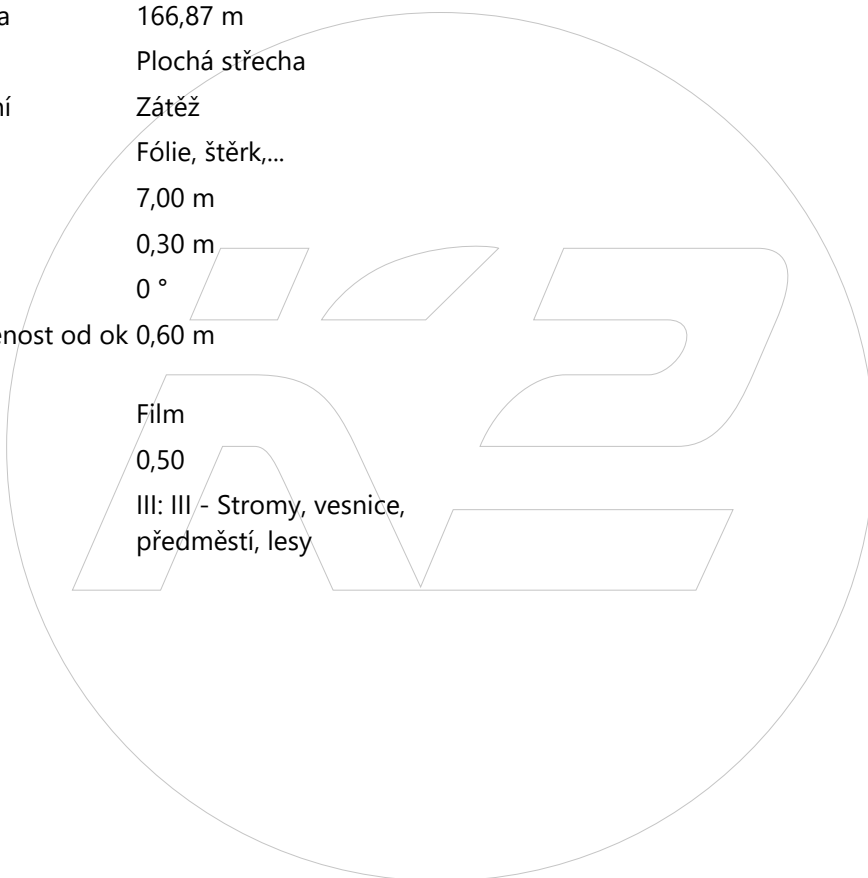 a 166,87 m
Plochá střecha
ní Zátěž
Fólie, štěrk,...
7,00 m
0,30 m
0 °
enost od ok 0,60 m
Film
0,50
III: III - Stromy, vesnice,
předměstí, lesy
K2